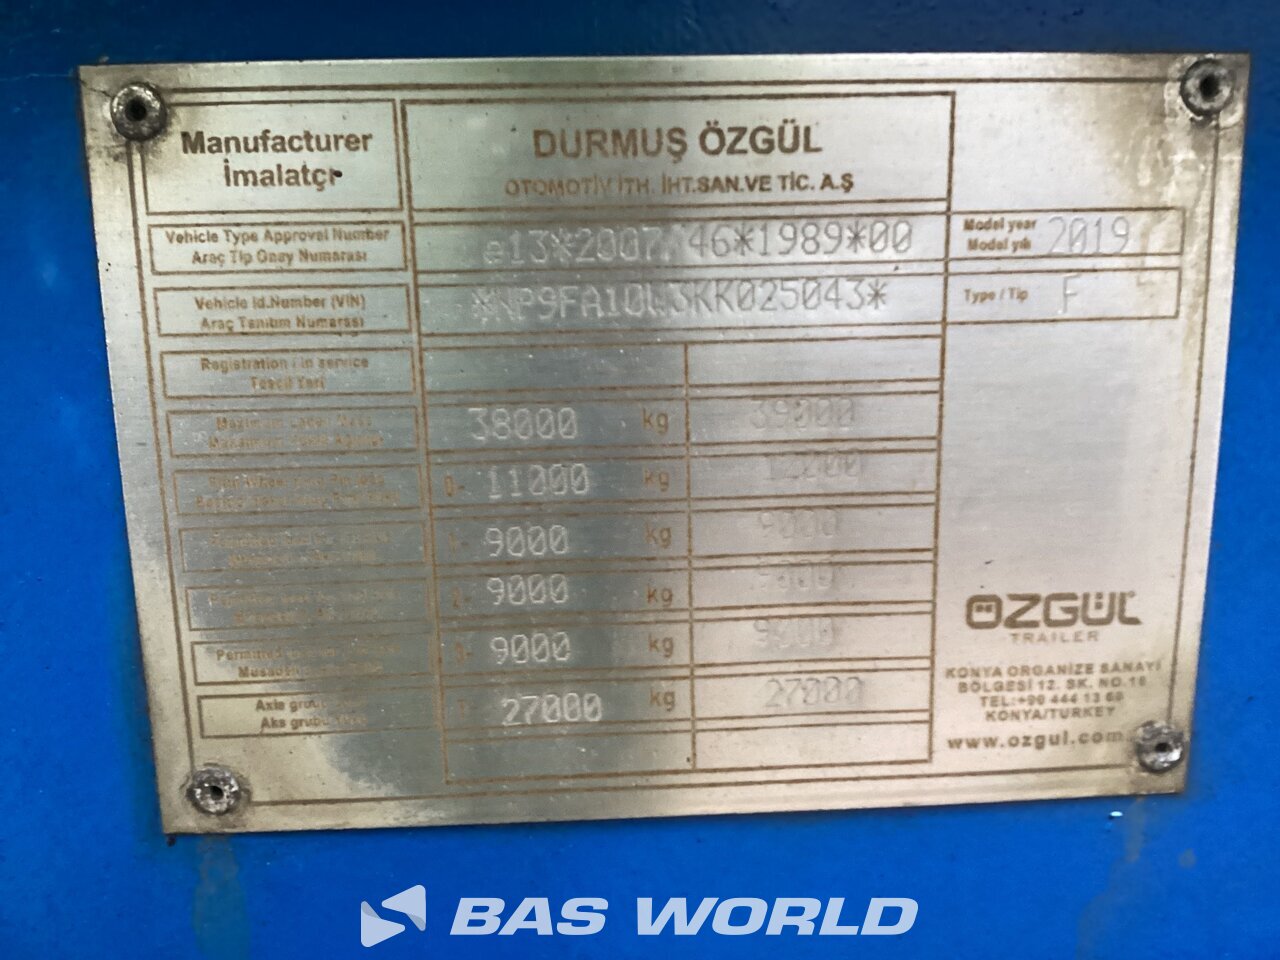 Manufacturer
İmalatçı
DURMUŞ ÖZGÜL
OTOMOTİV İTH. İHT.SAN.VE TİC. A.Ş
Vehicle Type Approval Number
Araç Tip Onay Numarası
e13*2007/46*1989*00
Model year
Model yılı
2019
Vehicle Id.Number (VIN)
Araç Tanıtım Numarası
*NP9FA10L3KK025043*
Type / Tip
F
Registration / in service
Tescil Yeri
38000 kg 39000
0- 11000 kg 12000
9000 kg 9000
2- 9000 kg 9000
3- 9000 kg 9000
Axle group
Aks grubu
27000 kg 27000
ÖZGÜL
TRAILER
KONYA ORGANIZE SANAYİ
BÖLGESİ 12. SK. NO.16
TEL:+90 444 13 60
KONYA/TURKEY
www.ozgul.com
BAS WORLD